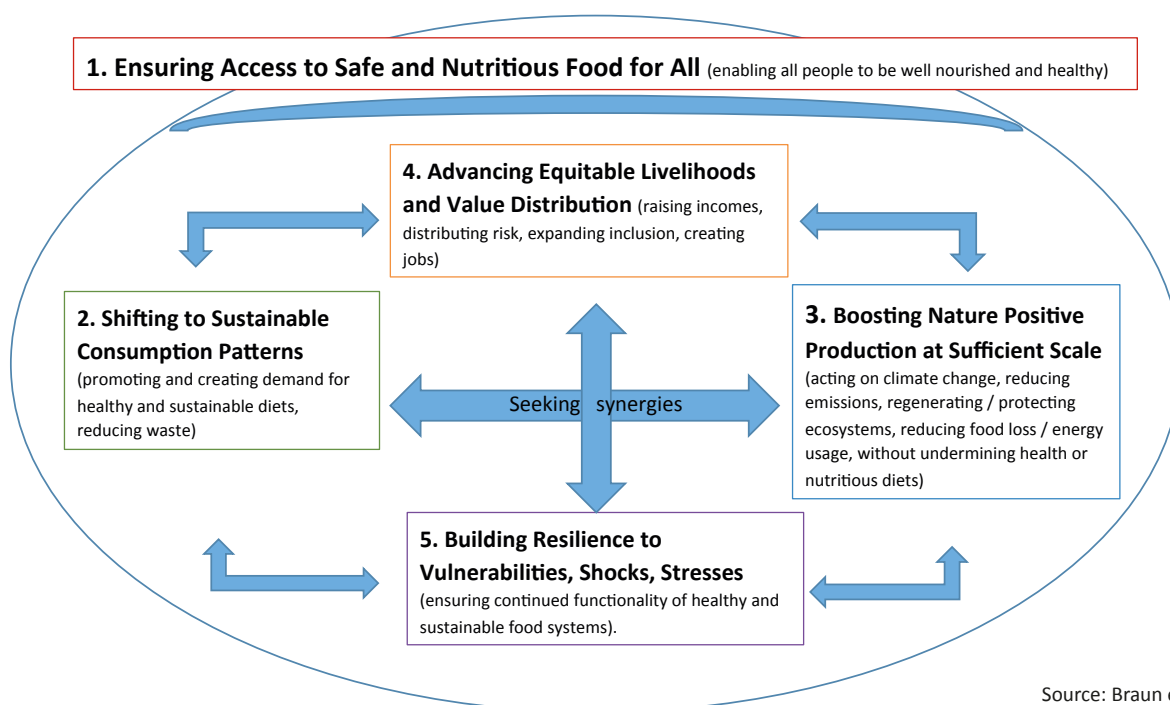 1. Ensuring Access to Safe and Nutritious Food for All (enabling all people to be well nourished and healthy)
4. Advancing Equitable Livelihoods
and Value Distribution (raising incomes,
distributing risk, expanding inclusion, creating
jobs)
2. Shifting to Sustainable
Consumption Patterns
(promoting and creating demand for
healthy and sustainable diets,
reducing waste)
3. Boosting Nature Positive
Production at Sufficient Scale
(acting on climate change, reducing
emissions, regenerating / protecting
ecosystems, reducing food loss / energy
usage, without undermining health or
nutritious diets)
Seeking synergies
5. Building Resilience to
Vulnerabilities, Shocks, Stresses
(ensuring continued functionality of healthy and
sustainable food systems).
Source: Braun